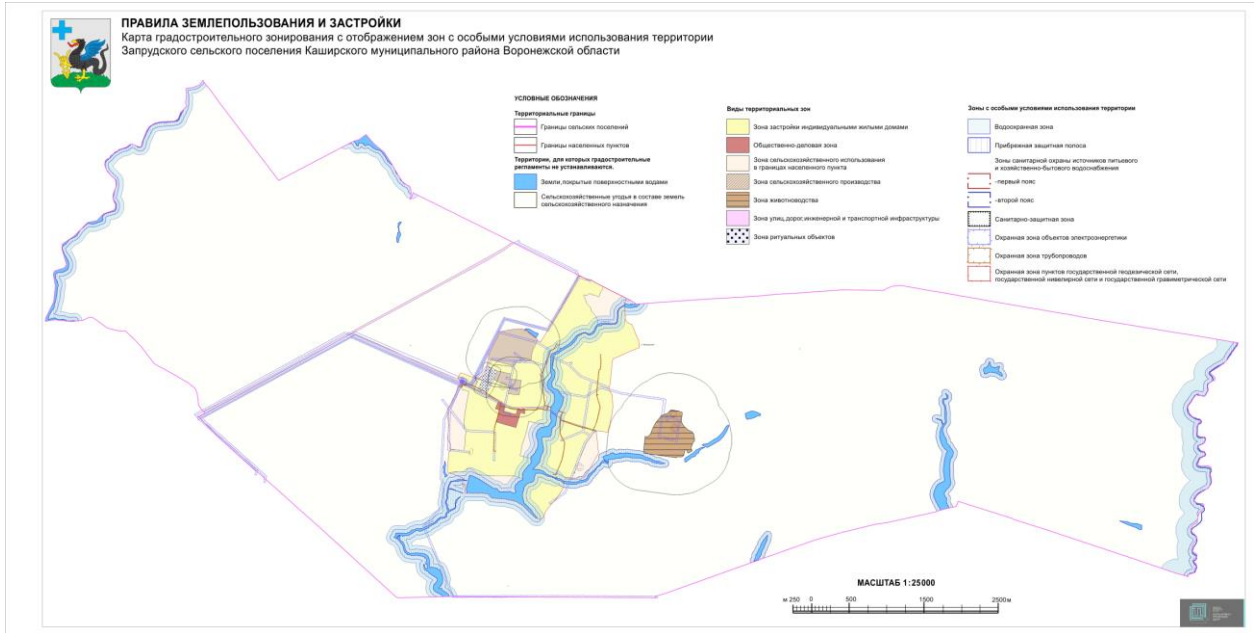 ПРАВИЛА ЗЕМЛЕПОЛЬЗОВАНИЯ И ЗАСТРОЙКИ
Карта градостроительного зонирования с отображением зон с особыми условиями использования территории
Запрудского сельского поселения Каширского муниципального района Воронежской области
УСЛОВНЫЕ ОБОЗНАЧЕНИЯ
Территориальные границы
Границы сельских поселений
Границы населенных пунктов
Территории, для которых градостроительные
регламенты не устанавливаются.
Земли,покрытые поверхностными водами
Сельскохозяйственные угодья в составе земель
сельскохозяйственного назначения
Виды территориальных зон
Зона застройки индивидуальными жилыми домами
Общественно-деловая зона
Зона сельскохозяйственного использования
в границах населенного пункта
Зона сельскохозяйственного производства
Зона животноводства
Зона улиц,дорог,инженерной и транспортной инфраструктуры
Зона ритуальных объектов
Зоны с особыми условиями использования территории
Водоохранная зона
Прибрежная защитная полоса
Зоны санитарной охраны источников питьевого
и хозяйственно-бытового водоснабжения
-первый пояс
-второй пояс
Санитарно-защитная зона
Охранная зона объектов электроэнергетики
Охранная зона трубопроводов
Охранная зона пунктов государственной геодезической сети,
государственной нивелирной сети и государственной гравиметрической сети
МАСШТАБ 1:25000
м 250 0 500 1500 2500м